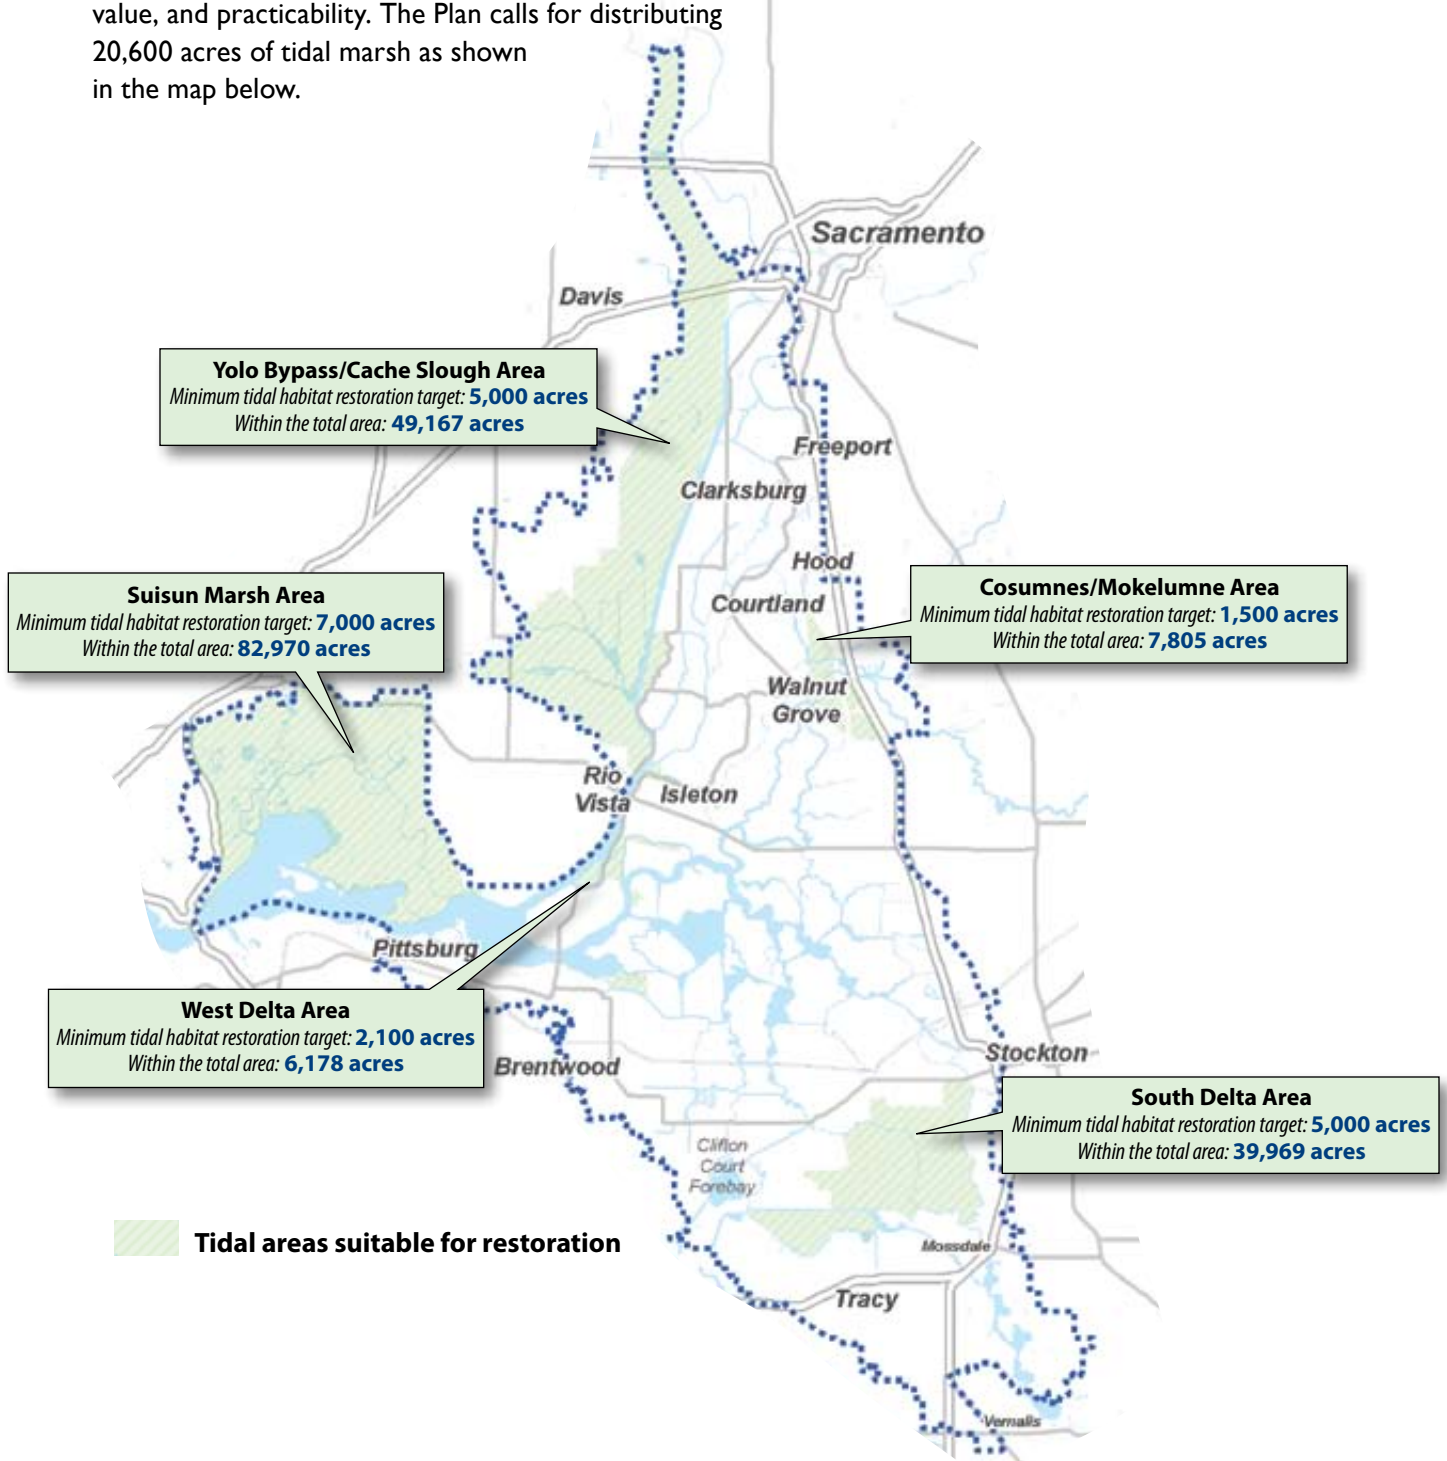 value, and practicability. The Plan calls for distributing
20,600 acres of tidal marsh as shown
in the map below.
Sacramento
Davis
Yolo Bypass/Cache Slough Area
Minimum tidal habitat restoration target: 5,000 acres
Within the total area: 49,167 acres
Freeport
Clarksburg
Hood
Suisun Marsh Area
Minimum tidal habitat restoration target: 7,000 acres
Within the total area: 82,970 acres
Courtland
Cosumnes/Mokelumne Area
Minimum tidal habitat restoration target: 1,500 acres
Within the total area: 7,805 acres
Walnut
Grove
Rio
Vista
Isleton
Pittsburg
West Delta Area
Minimum tidal habitat restoration target: 2,100 acres
Within the total area: 6,178 acres
Brentwood
Stockton
South Delta Area
Minimum tidal habitat restoration target: 5,000 acres
Within the total area: 39,969 acres
Clifton
Court
Forebay
Tidal areas suitable for restoration
Mossdale
Tracy
Vernalis